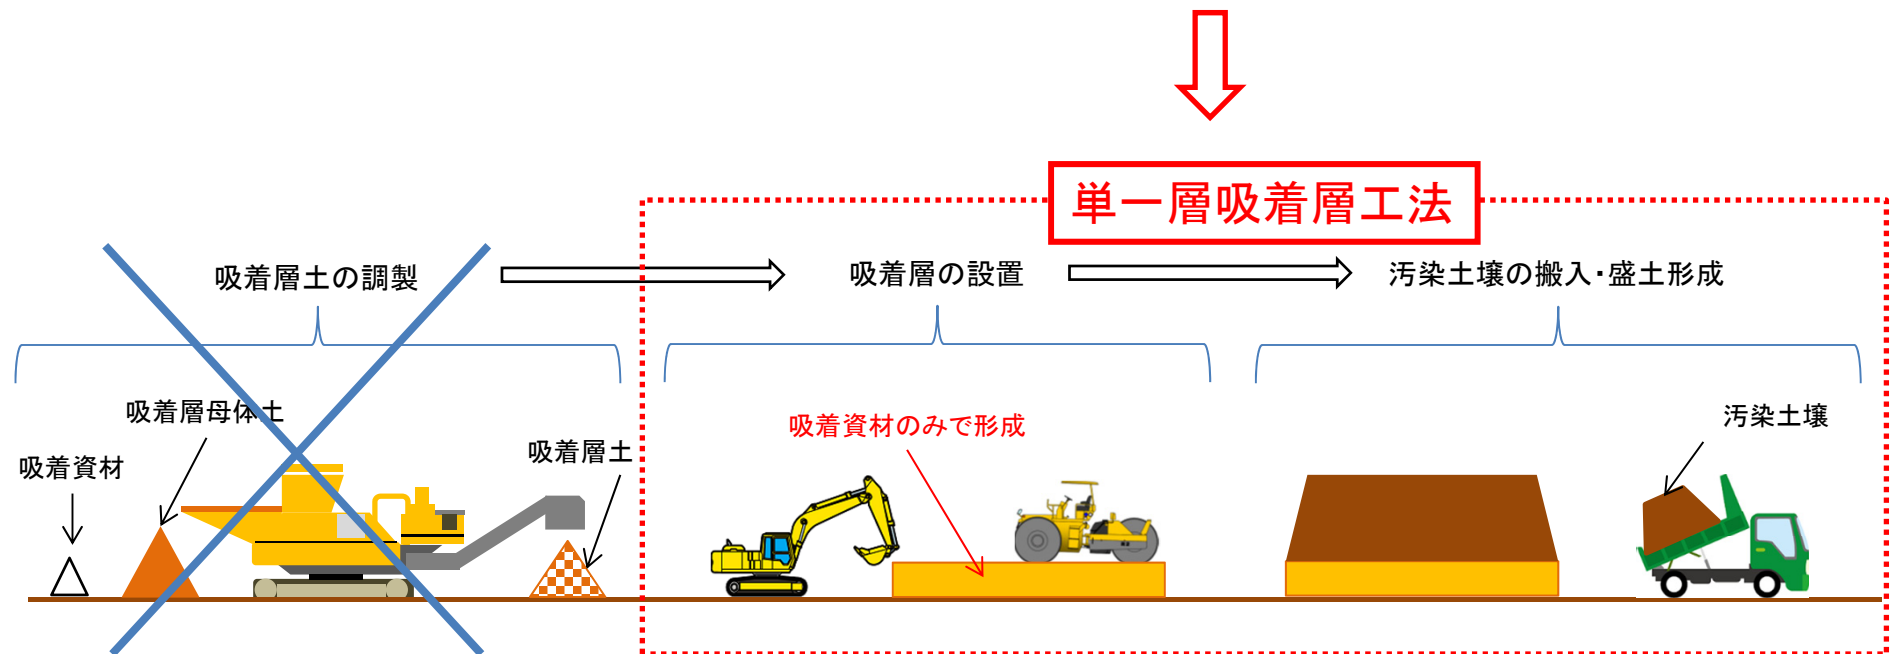 単一層吸着層工法
吸着層土の調製
吸着層の設置
汚染土壌の搬入・盛土形成
吸着層母体土
吸着資材
吸着層土
吸着資材のみで形成
汚染土壌